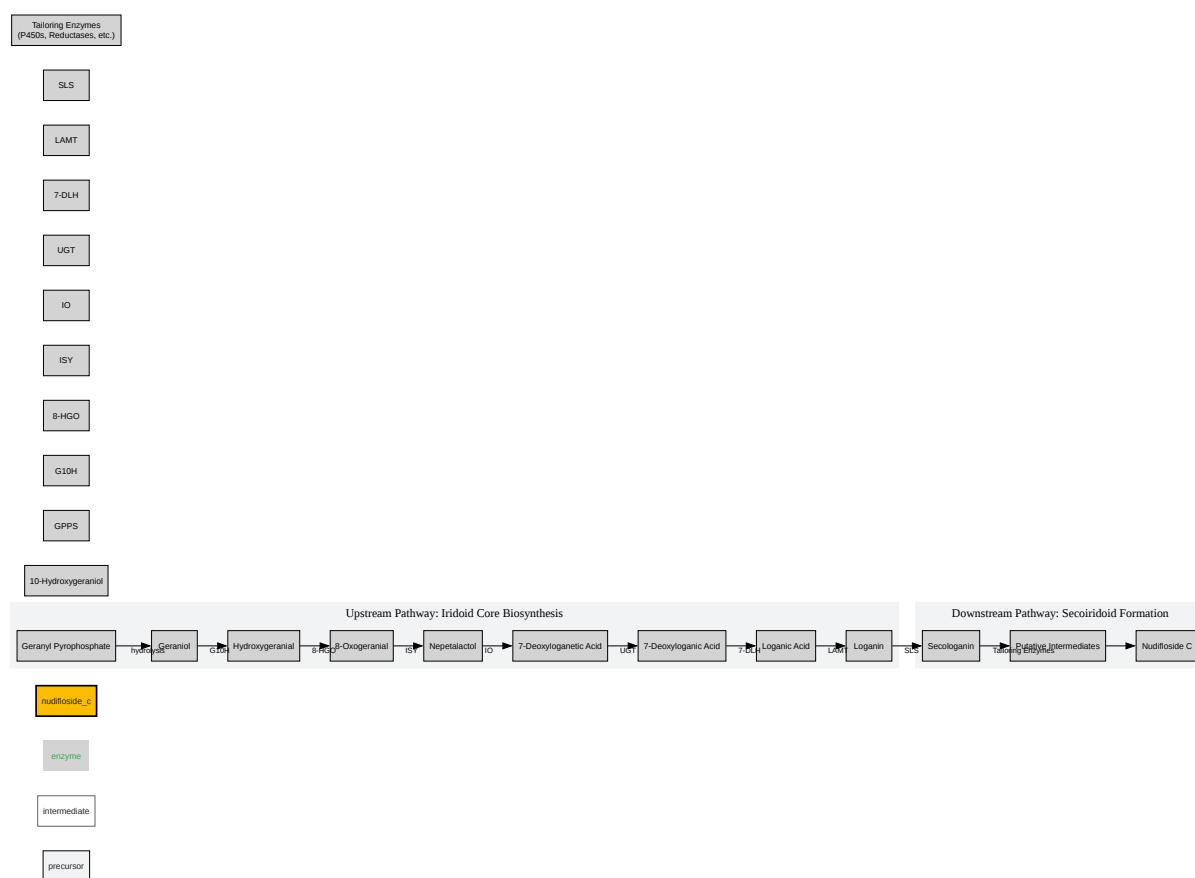 Tailoring Enzymes
(P450s, Reductases, etc.)
SLS
LAMT
7-DLH
UGT
IO
ISY
8-HGO
G10H
GPPS
10-Hydroxygeraniol
Upstream Pathway: Iridoid Core Biosynthesis
Downstream Pathway: Secoiridoid Formation
Geranyl Pyrophosphate
hydrolysis
Geraniol
G10H
Hydroxygeranial
8-HGO
8-Oxogeranial
ISY
Nepetalactol
IO
7-Deoxyloganetic Acid
UGT
7-Deoxyloganic Acid
7-DLH
Loganic Acid
LAMT
Loganin
SLS
Secologanin
Tailoring Enzymes
Putative Intermediates
Nudifloside C
nudifloside_c
enzyme
intermediate
precursor